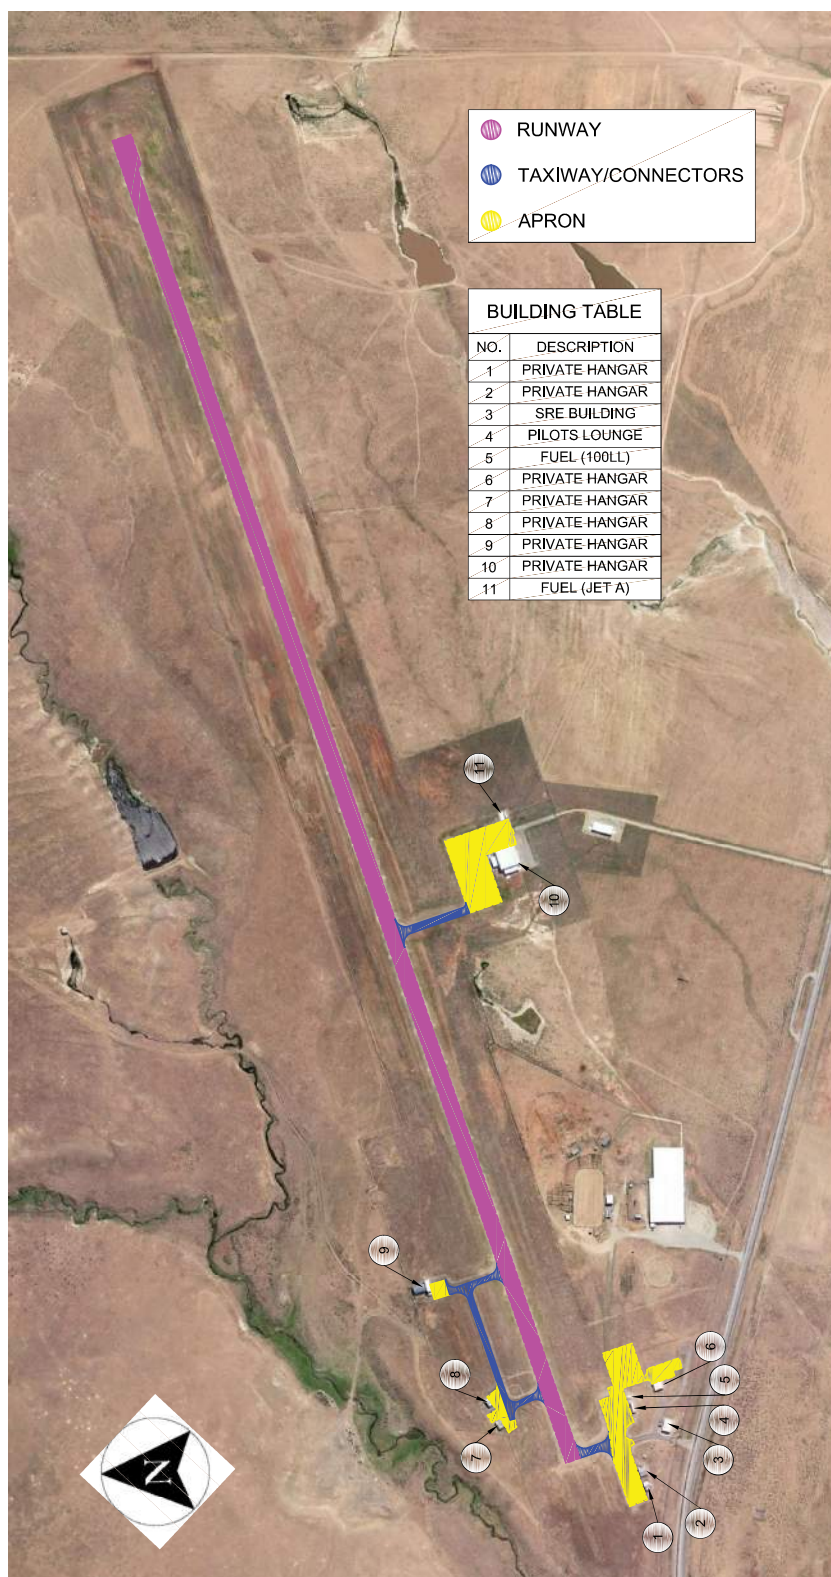 RUNWAY
TAXIWAY/CONNECTORS
APRON
BUILDING TABLE
NO. DESCRIPTION
1 PRIVATE HANGAR
2 PRIVATE HANGAR
3 SRE BUILDING
4 PILOTS LOUNGE
5 FUEL (100LL)
6 PRIVATE HANGAR
7 PRIVATE HANGAR
8 PRIVATE HANGAR
9 PRIVATE HANGAR
10 PRIVATE HANGAR
11 FUEL (JET A)
11
10
9
8
7
6
5
4
3
2
1
N